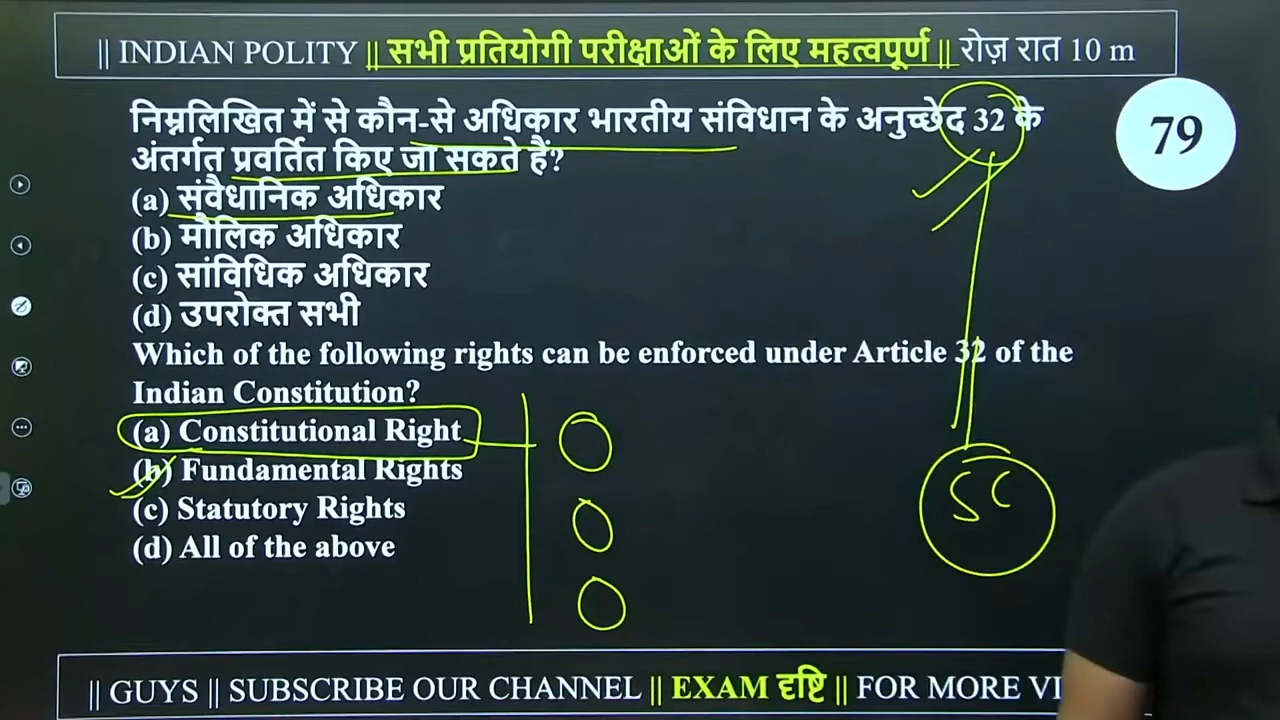 || INDIAN POLITY || सभी प्रतियोगी परीक्षाओं के लिए महत्वपूर्ण || रोज़ रात 10 m
79
निम्नलिखित में से कौन-से अधिकार भारतीय संविधान के अनुच्छेद 32 के
अंतर्गत प्रवर्तित किए जा सकते हैं?
(a) संवैधानिक अधिकार
(b) मौलिक अधिकार
(c) सांविधिक अधिकार
(d) उपरोक्त सभी
Which of the following rights can be enforced under Article 32 of the
Indian Constitution?
(a) Constitutional Right
(b) Fundamental Rights
(c) Statutory Rights
(d) All of the above
SC
|| GUYS || SUBSCRIBE OUR CHANNEL || EXAM दृष्टि || FOR MORE VI